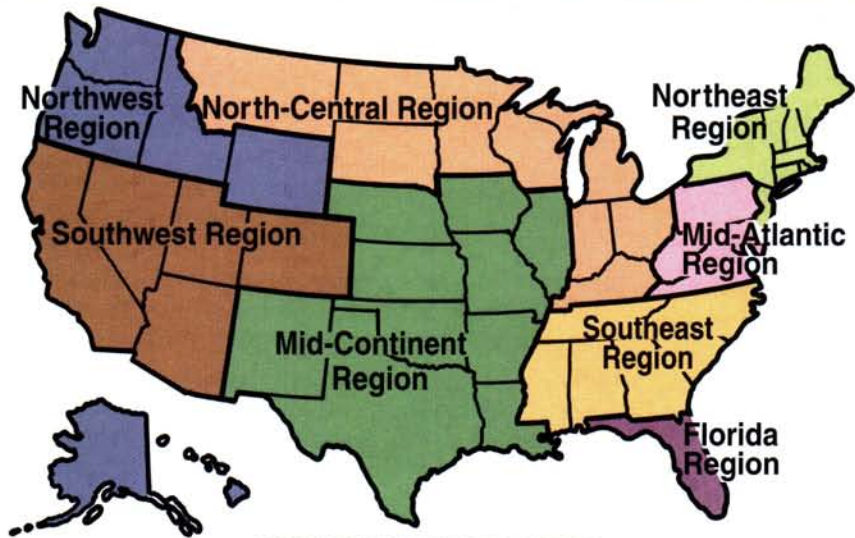 Northwest
Region
North-Central Region
Northeast
Region
Southwest Region
Mid-Atlantic
Region
Mid-Continent
Region
Southeast
Region
Florida
Region